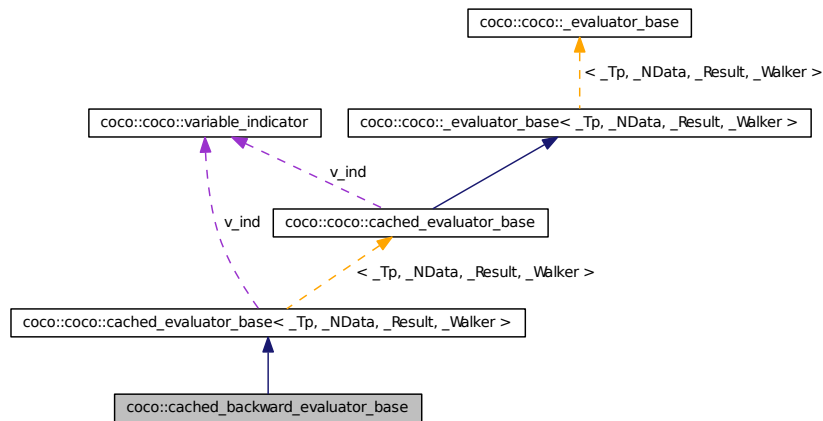 coco::coco::_evaluator_base
< _Tp, _NData, _Result, _Walker >
coco::coco::variable_indicator
coco::coco::_evaluator_base< _Tp, _NData, _Result, _Walker >
v_ind
v_ind
coco::coco::cached_evaluator_base
< _Tp, _NData, _Result, _Walker >
coco::coco::cached_evaluator_base< _Tp, _NData, _Result, _Walker >
coco::cached_backward_evaluator_base